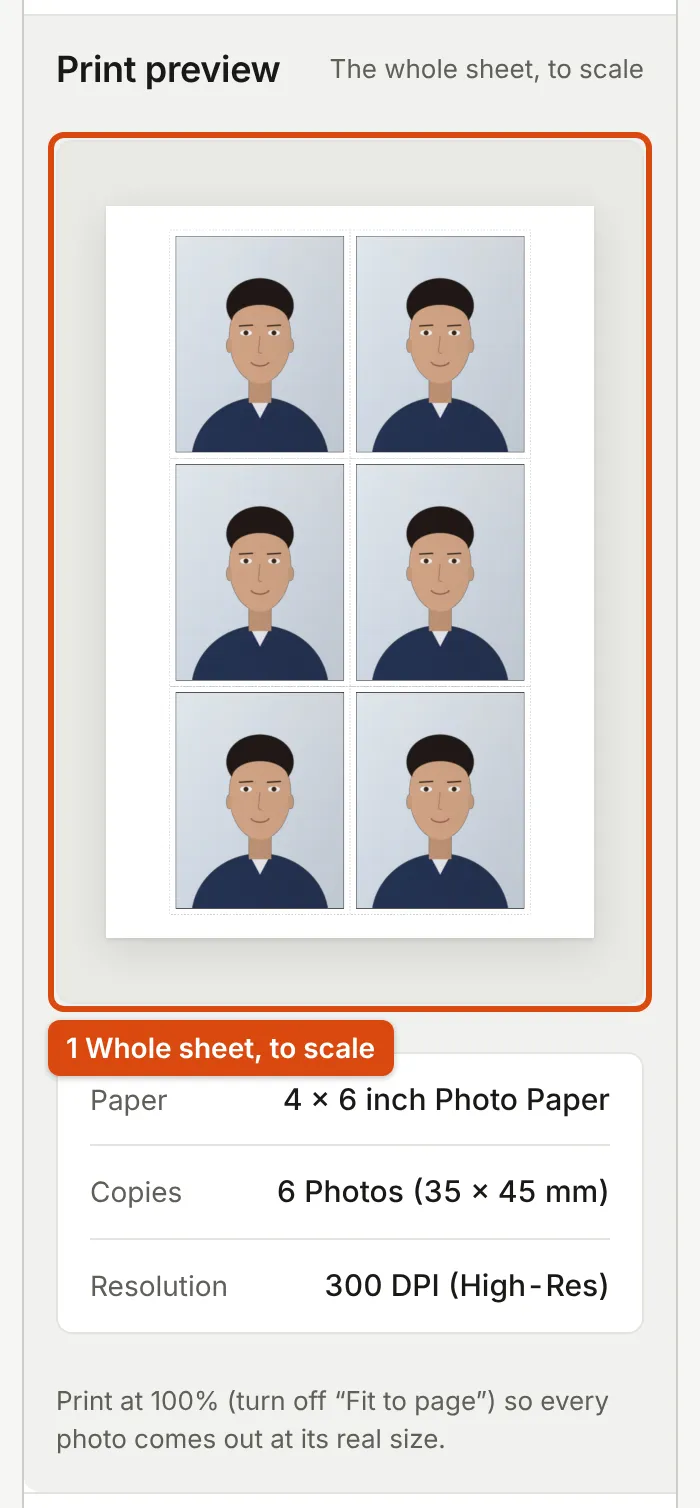 Print preview
The whole sheet, to scale
1 Whole sheet, to scale
Paper
4 × 6 inch Photo Paper
Copies
6 Photos (35 × 45 mm)
Resolution
300 DPI (High-Res)
Print at 100% (turn off “Fit to page”) so every
photo comes out at its real size.